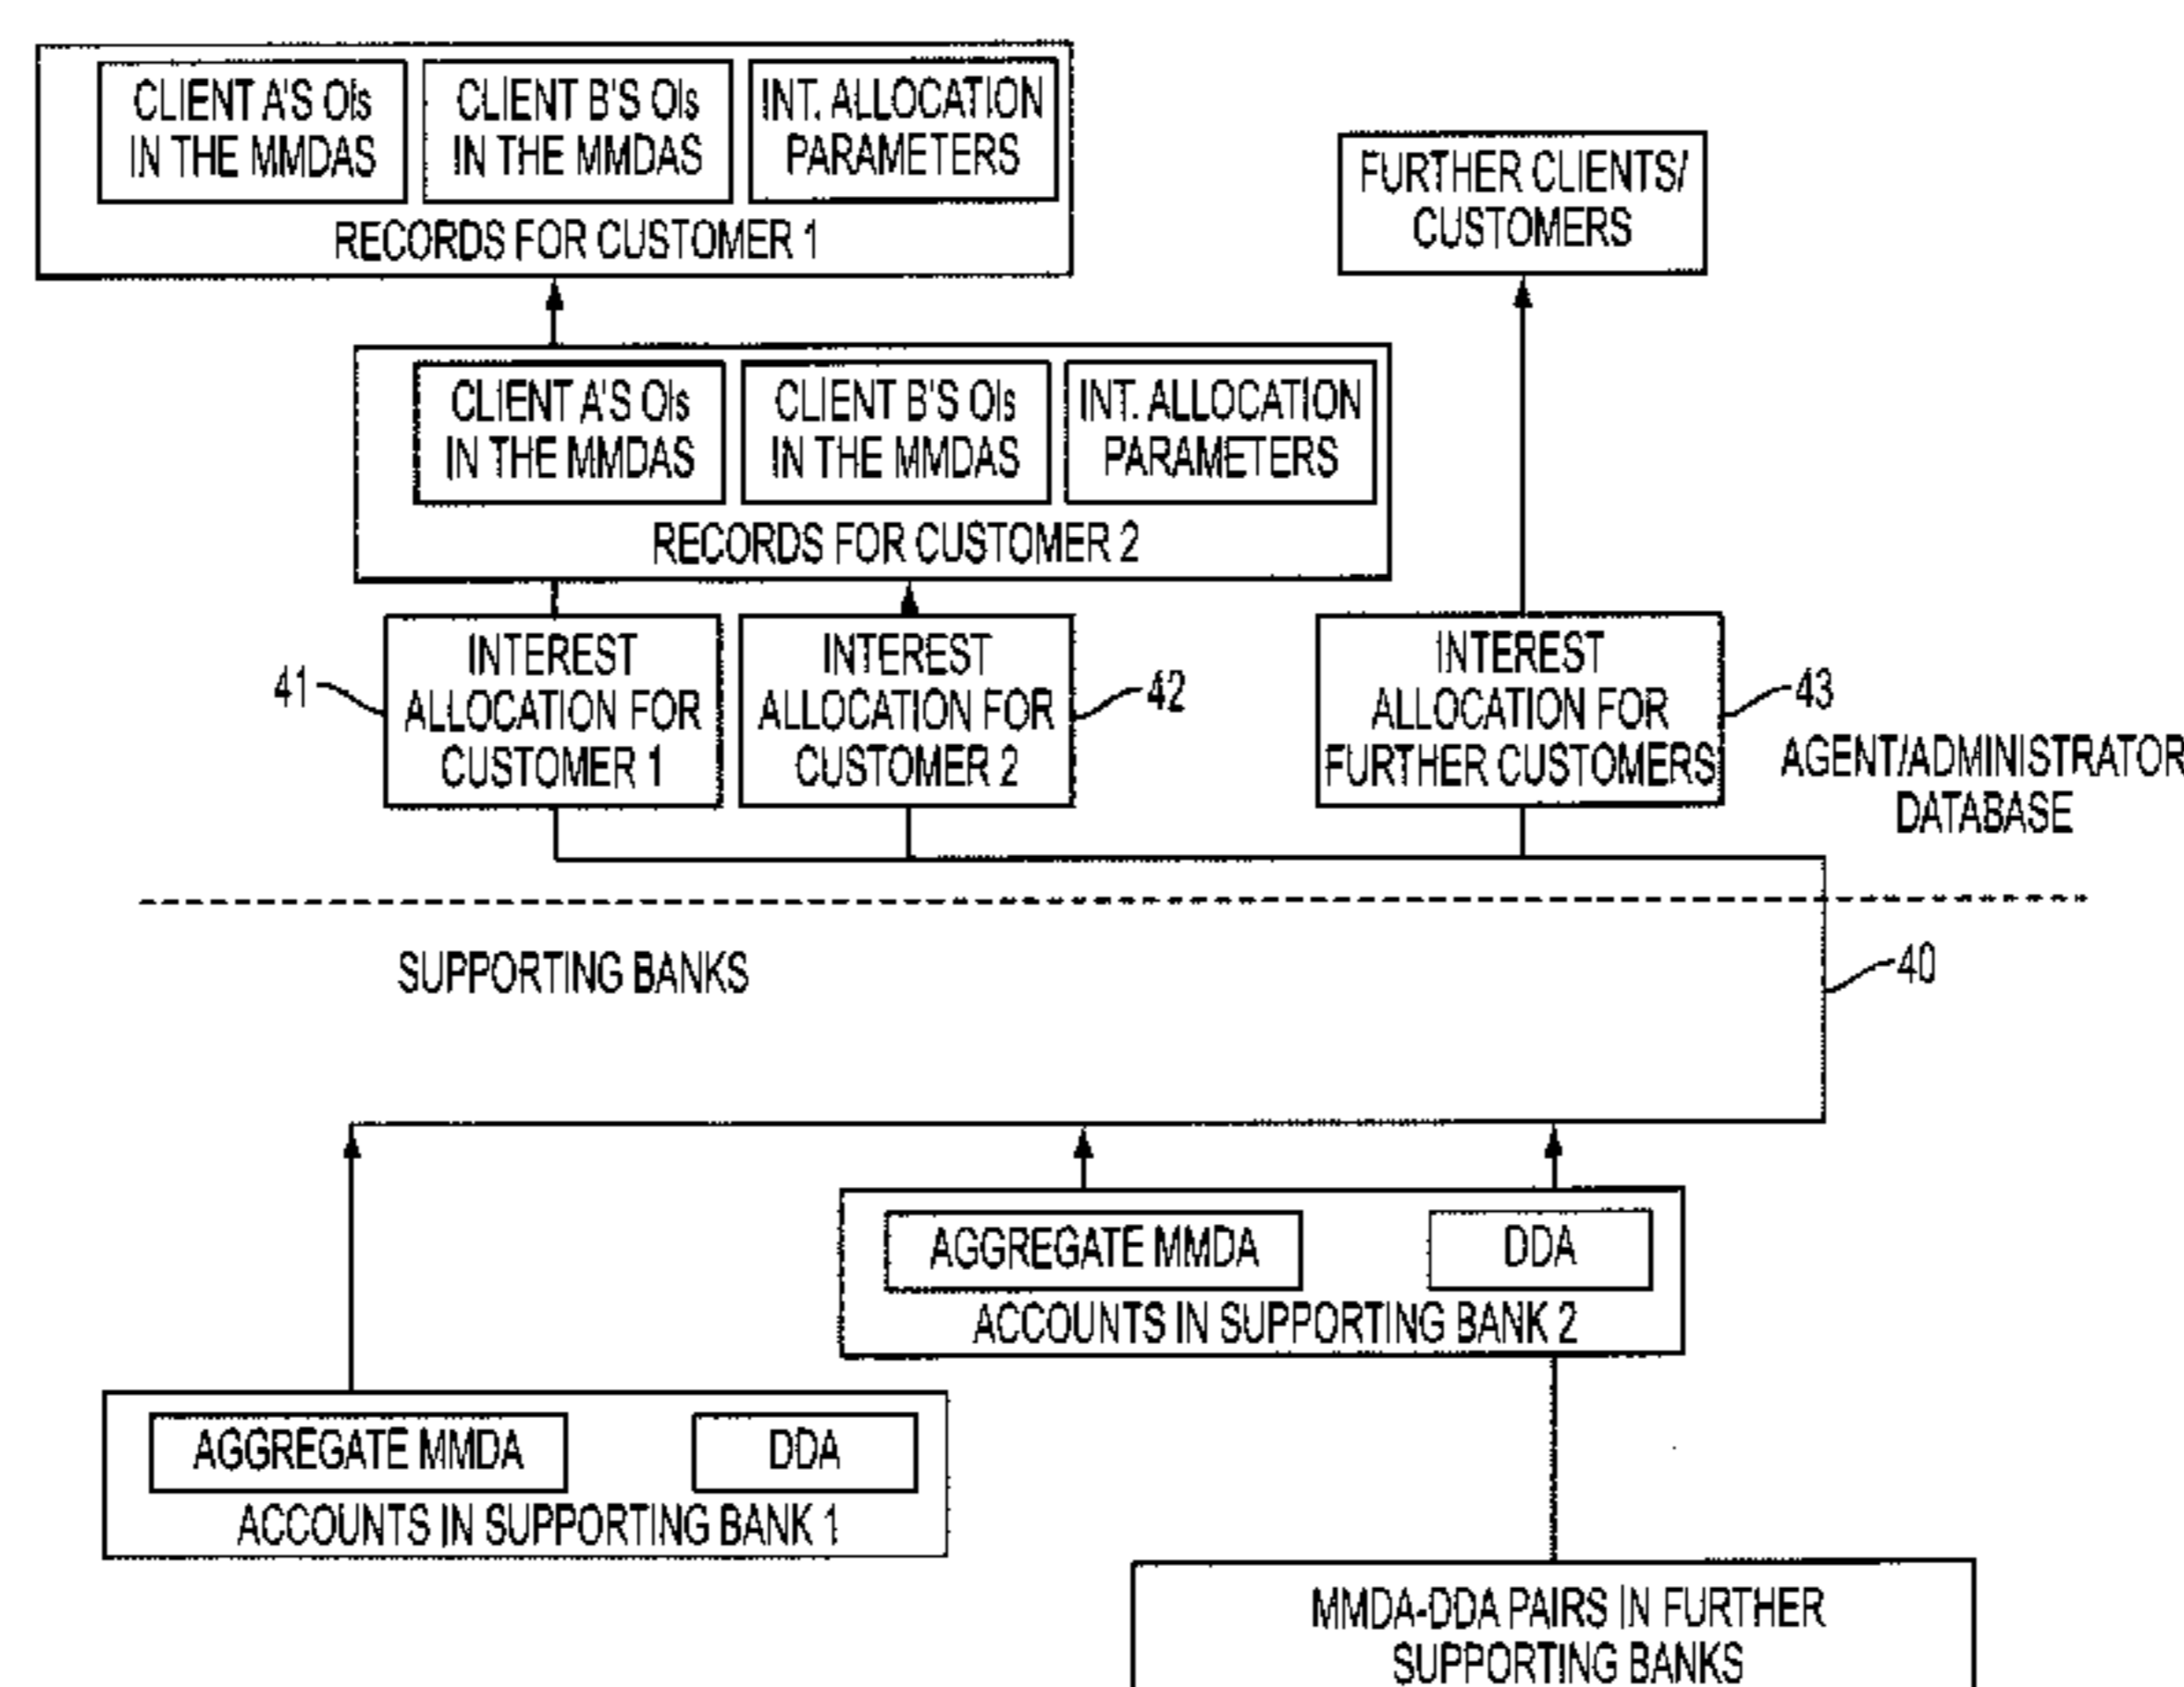 CLIENT A'S OIs
IN THE MMDAS
CLIENT B'S OIs
IN THE MMDAS
INT. ALLOCATION
PARAMETERS
RECORDS FOR CUSTOMER 1
FURTHER CLIENTS/
CUSTOMERS
CLIENT A'S OIs
IN THE MMDAS
CLIENT B'S OIs
IN THE MMDAS
INT. ALLOCATION
PARAMETERS
RECORDS FOR CUSTOMER 2
41
INTEREST
ALLOCATION FOR
CUSTOMER 1
INTEREST
ALLOCATION FOR
CUSTOMER 2
42
INTEREST
ALLOCATION FOR
FURTHER CUSTOMERS
43
AGENT/ADMINISTRATOR
DATABASE
SUPPORTING BANKS
40
AGGREGATE MMDA
DDA
ACCOUNTS IN SUPPORTING BANK 2
AGGREGATE MMDA
DDA
ACCOUNTS IN SUPPORTING BANK 1
MMDA-DDA PAIRS IN FURTHER
SUPPORTING BANKS